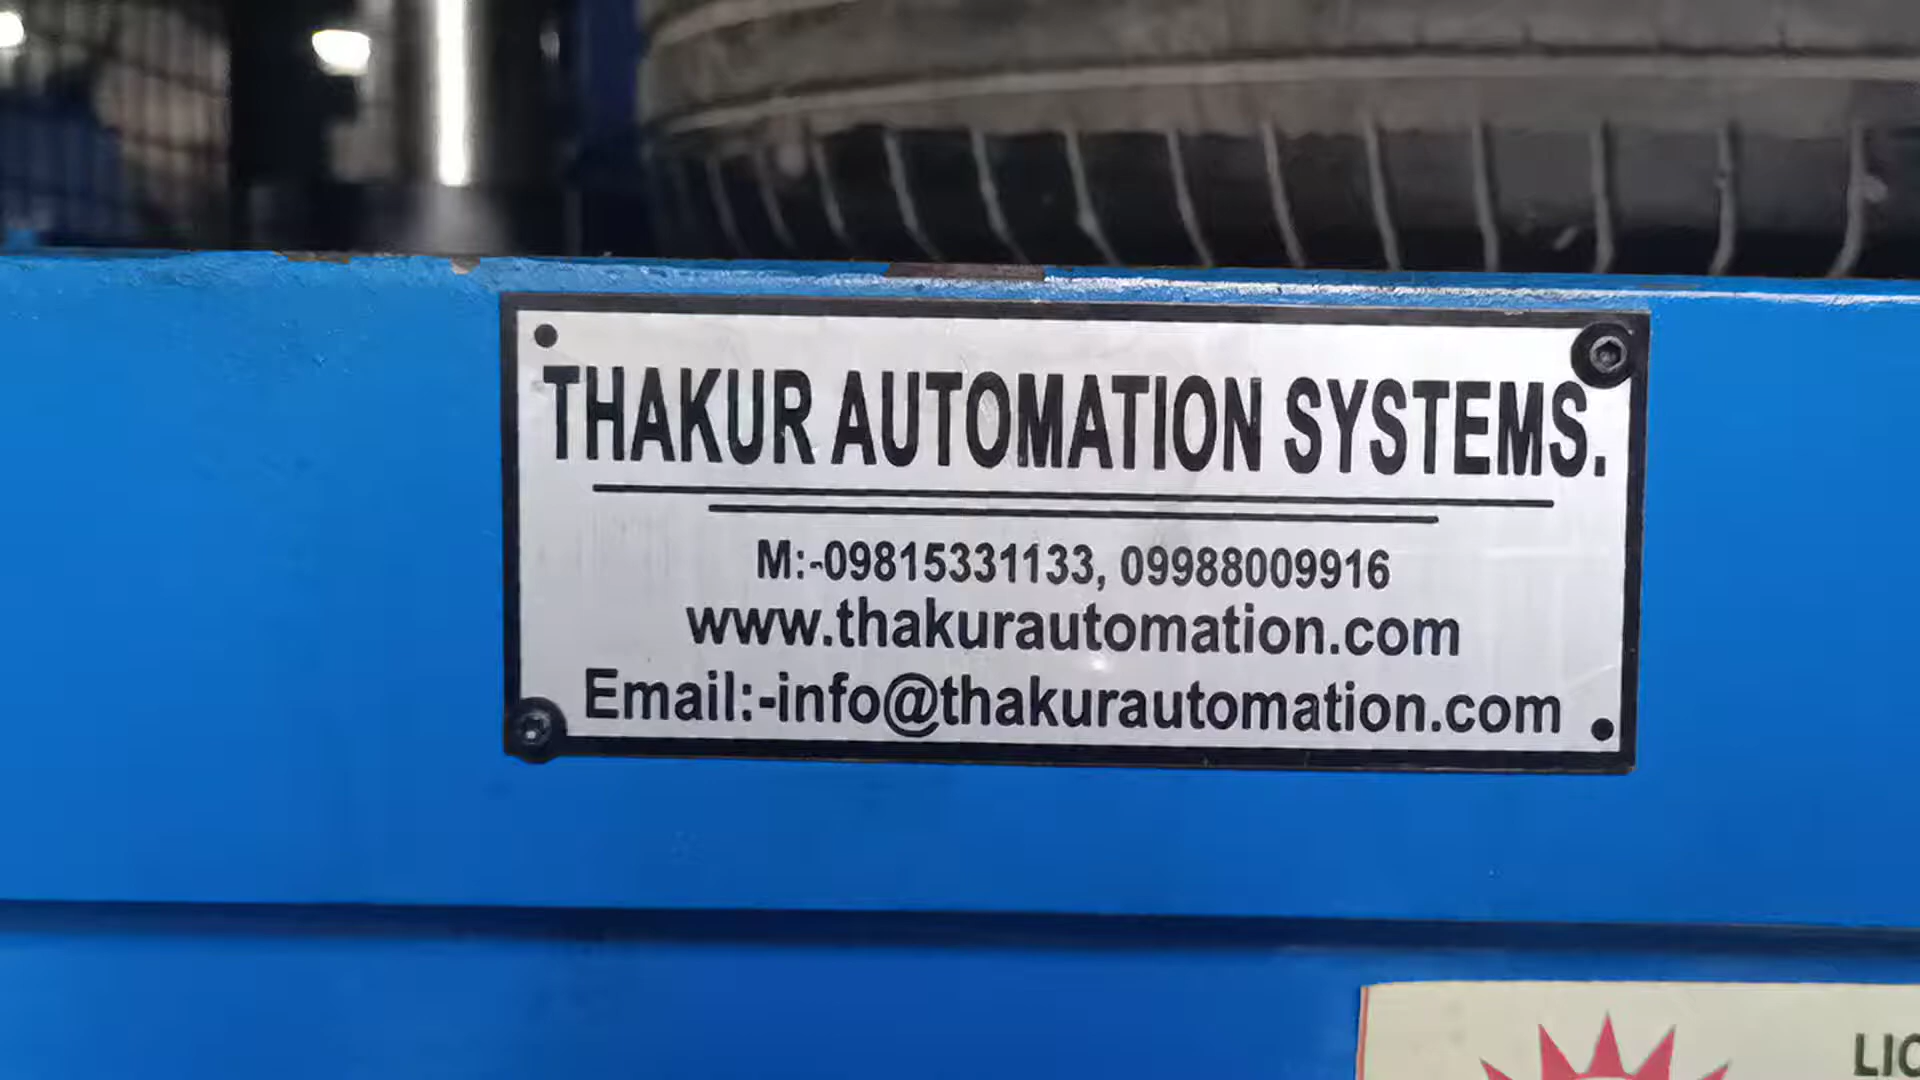 THAKUR AUTOMATION SYSTEMS.
M:-09815331133, 09988009916
www.thakurautomation.com
Email:-info@thakurautomation.com